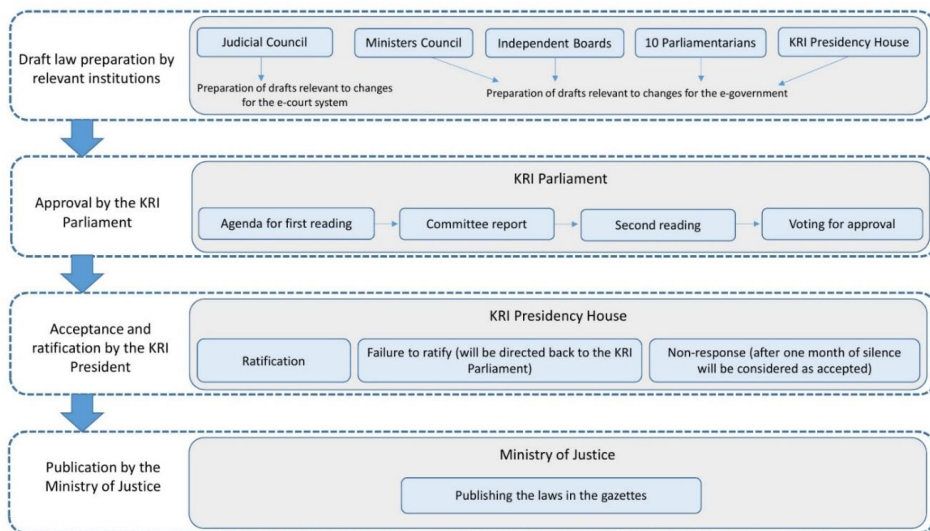 Draft law preparation by
relevant institutions
Judicial Council
Ministers Council
Independent Boards
10 Parliamentarians
KRI Presidency House
Preparation of drafts relevant to changes
for the e-court system
Preparation of drafts relevant to changes for the e-government
Approval by the KRI
Parliament
KRI Parliament
Agenda for first reading
Committee report
Second reading
Voting for approval
Acceptance and
ratification by the KRI
President
KRI Presidency House
Ratification
Failure to ratify (will be directed back to the KRI
Parliament)
Non-response (after one month of silence
will be considered as accepted)
Publication by the
Ministry of Justice
Ministry of Justice
Publishing the laws in the gazettes